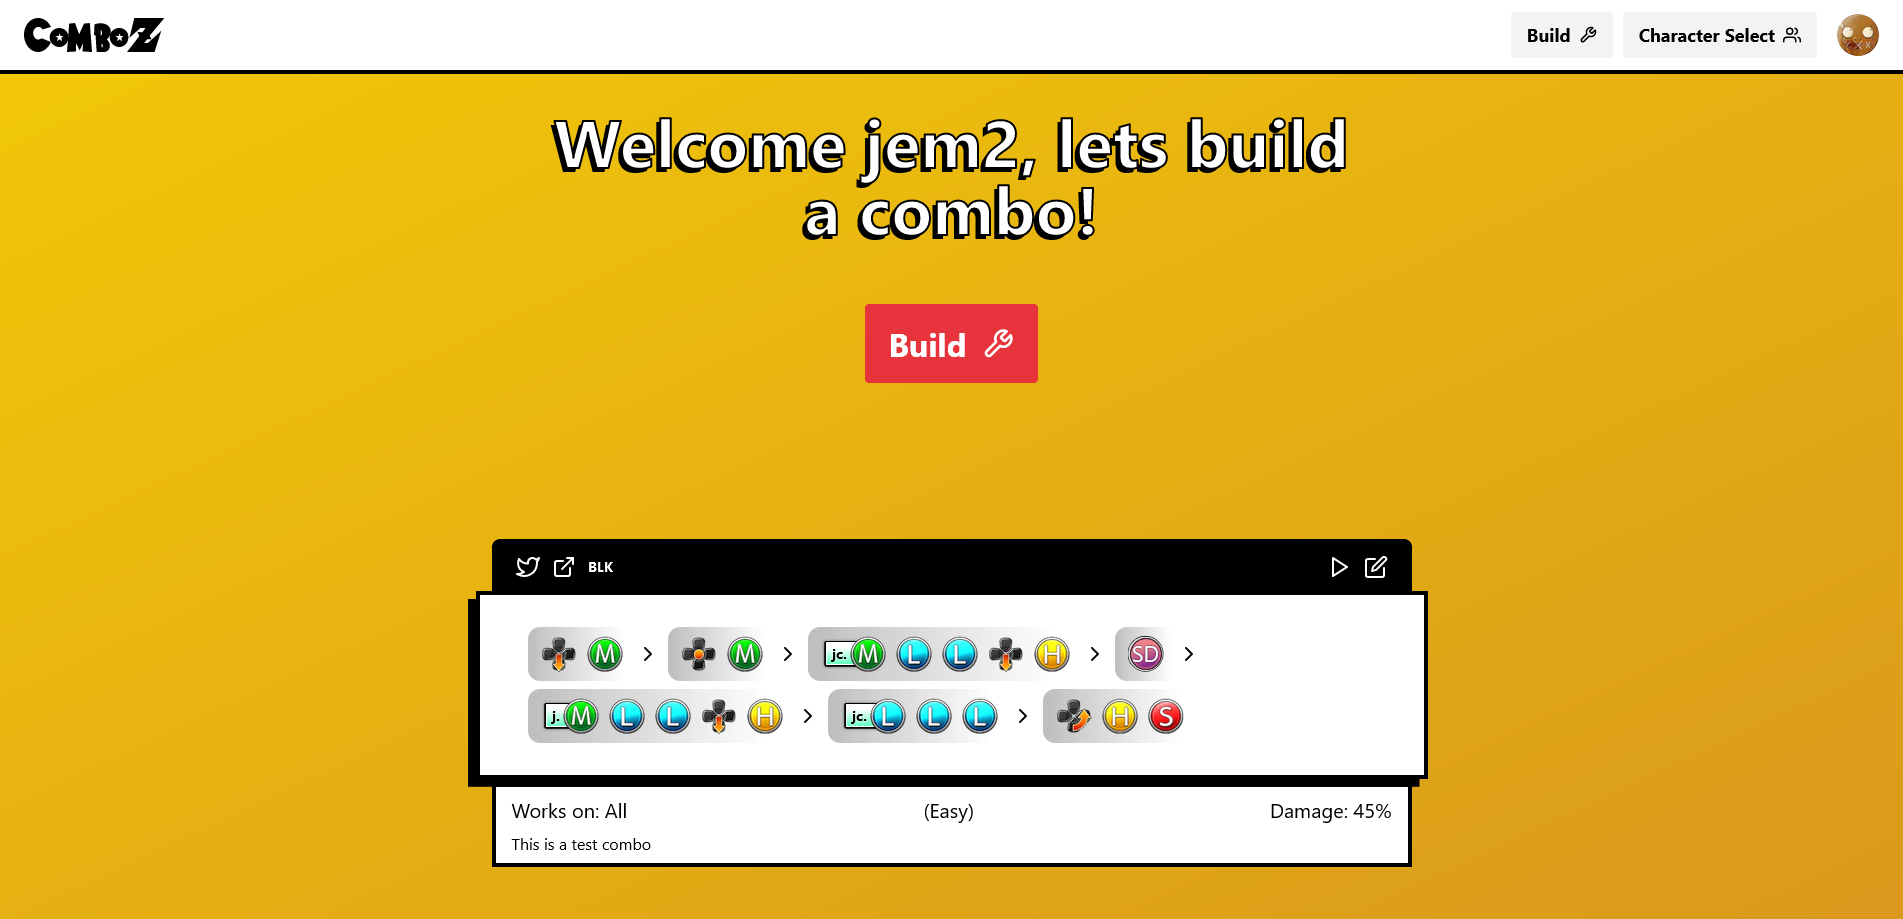 ComboZ
Build
Character Select
Welcome jem2, lets build
a combo!
Build
BLK
M > M > jc. M L L H > SD >
j. M L L H > jc. L L L > H S
Works on: All (Easy) Damage: 45%
This is a test combo